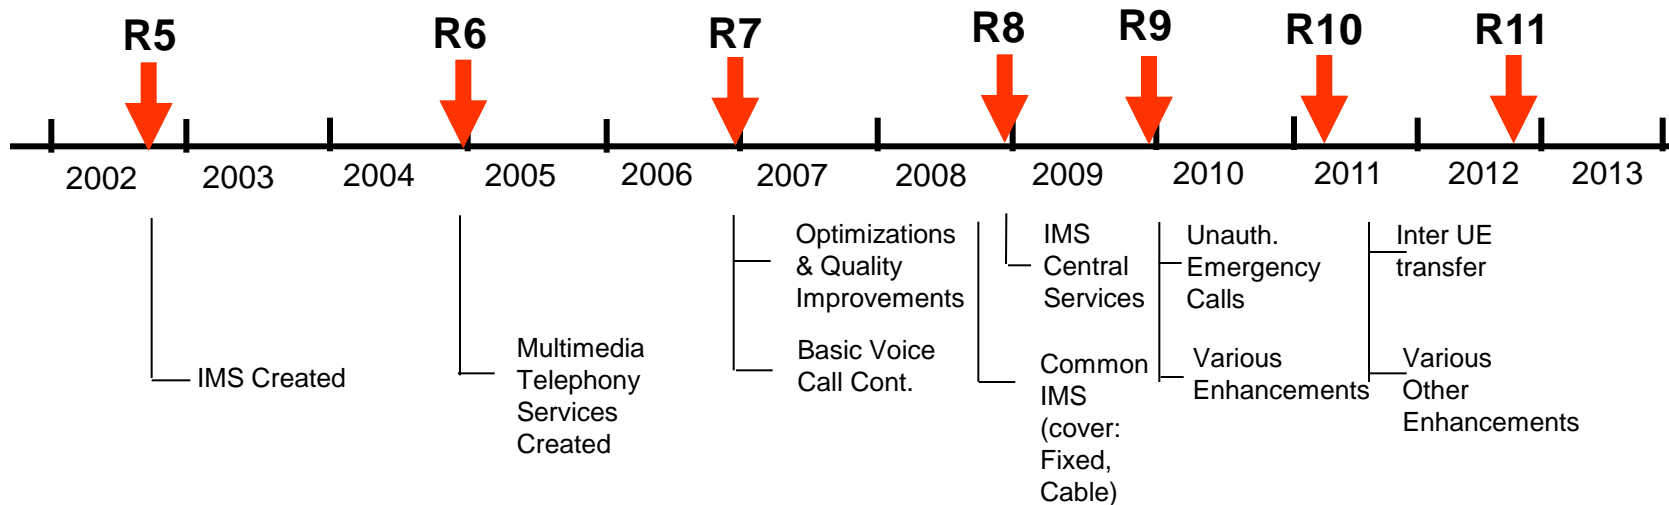 R5
R6
R7
R8
R9
R10
R11
2002
2003
2004
2005
2006
2007
2008
2009
2010
2011
2012
2013
IMS Created
Multimedia
Telephony
Services
Created
Optimizations
& Quality
Improvements
Basic Voice
Call Cont.
IMS
Central
Services
Common
IMS
(cover:
Fixed,
Cable)
Unauth.
Emergency
Calls
Various
Enhancements
Inter UE
transfer
Various
Other
Enhancements